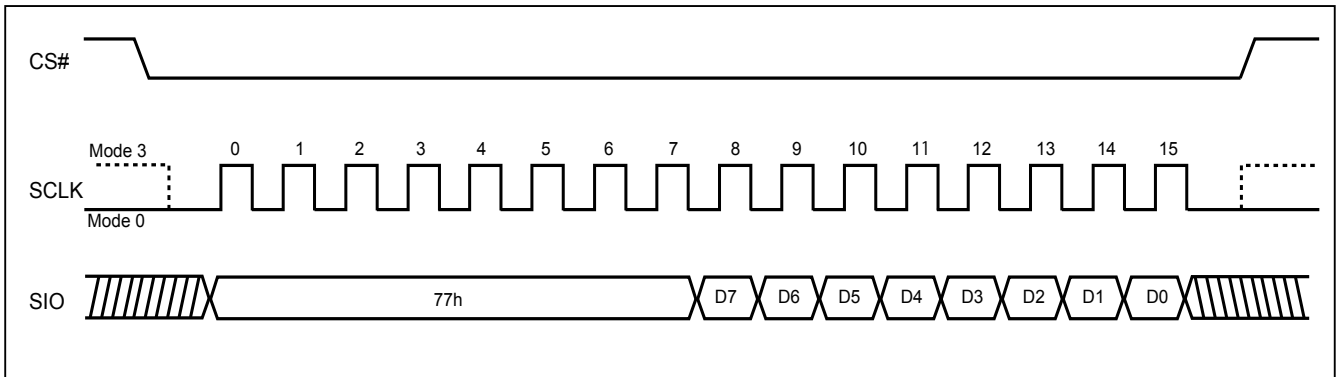 CS#
Mode 3
0 1 2 3 4 5 6 7 8 9 10 11 12 13 14 15
SCLK
Mode 0
SIO 77h D7 D6 D5 D4 D3 D2 D1 D0